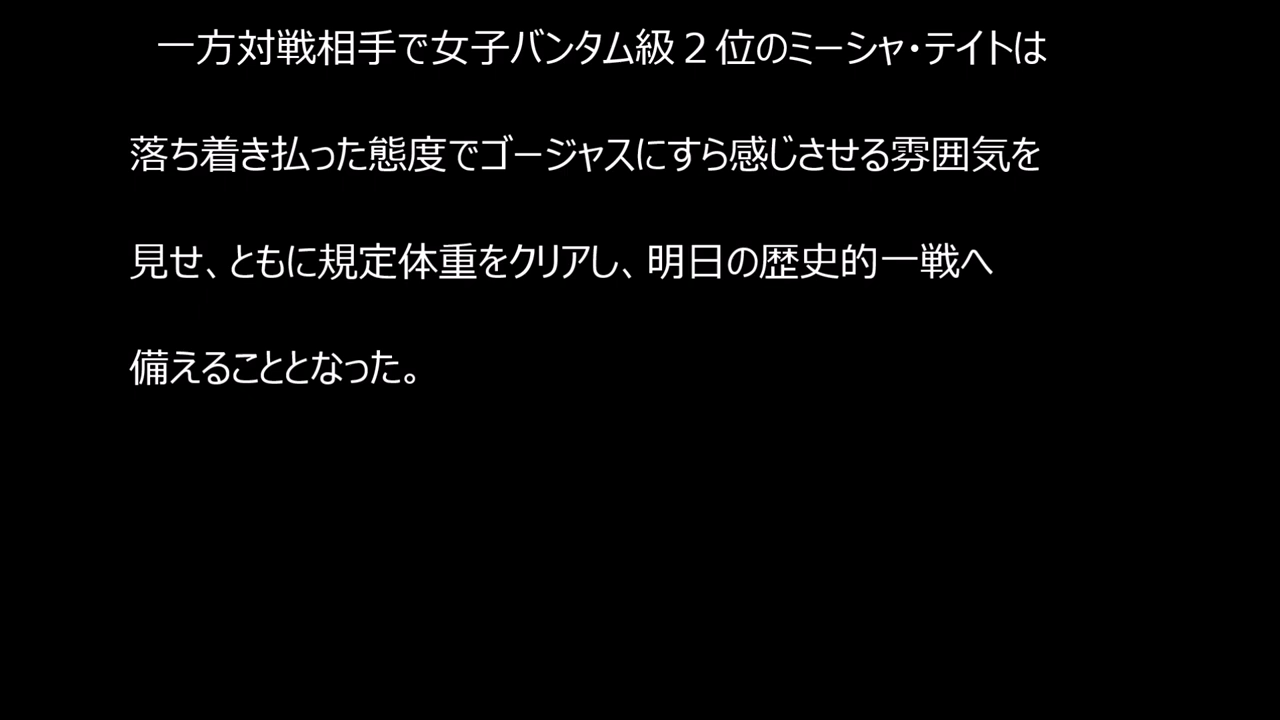 一方対戦相手で女子バンタム級２位のミーシャ・テイトは
落ち着き払った態度でゴージャスにすら感じさせる雰囲気を
見せ、ともに規定体重をクリアし、明日の歴史的一戦へ
備えることとなった。